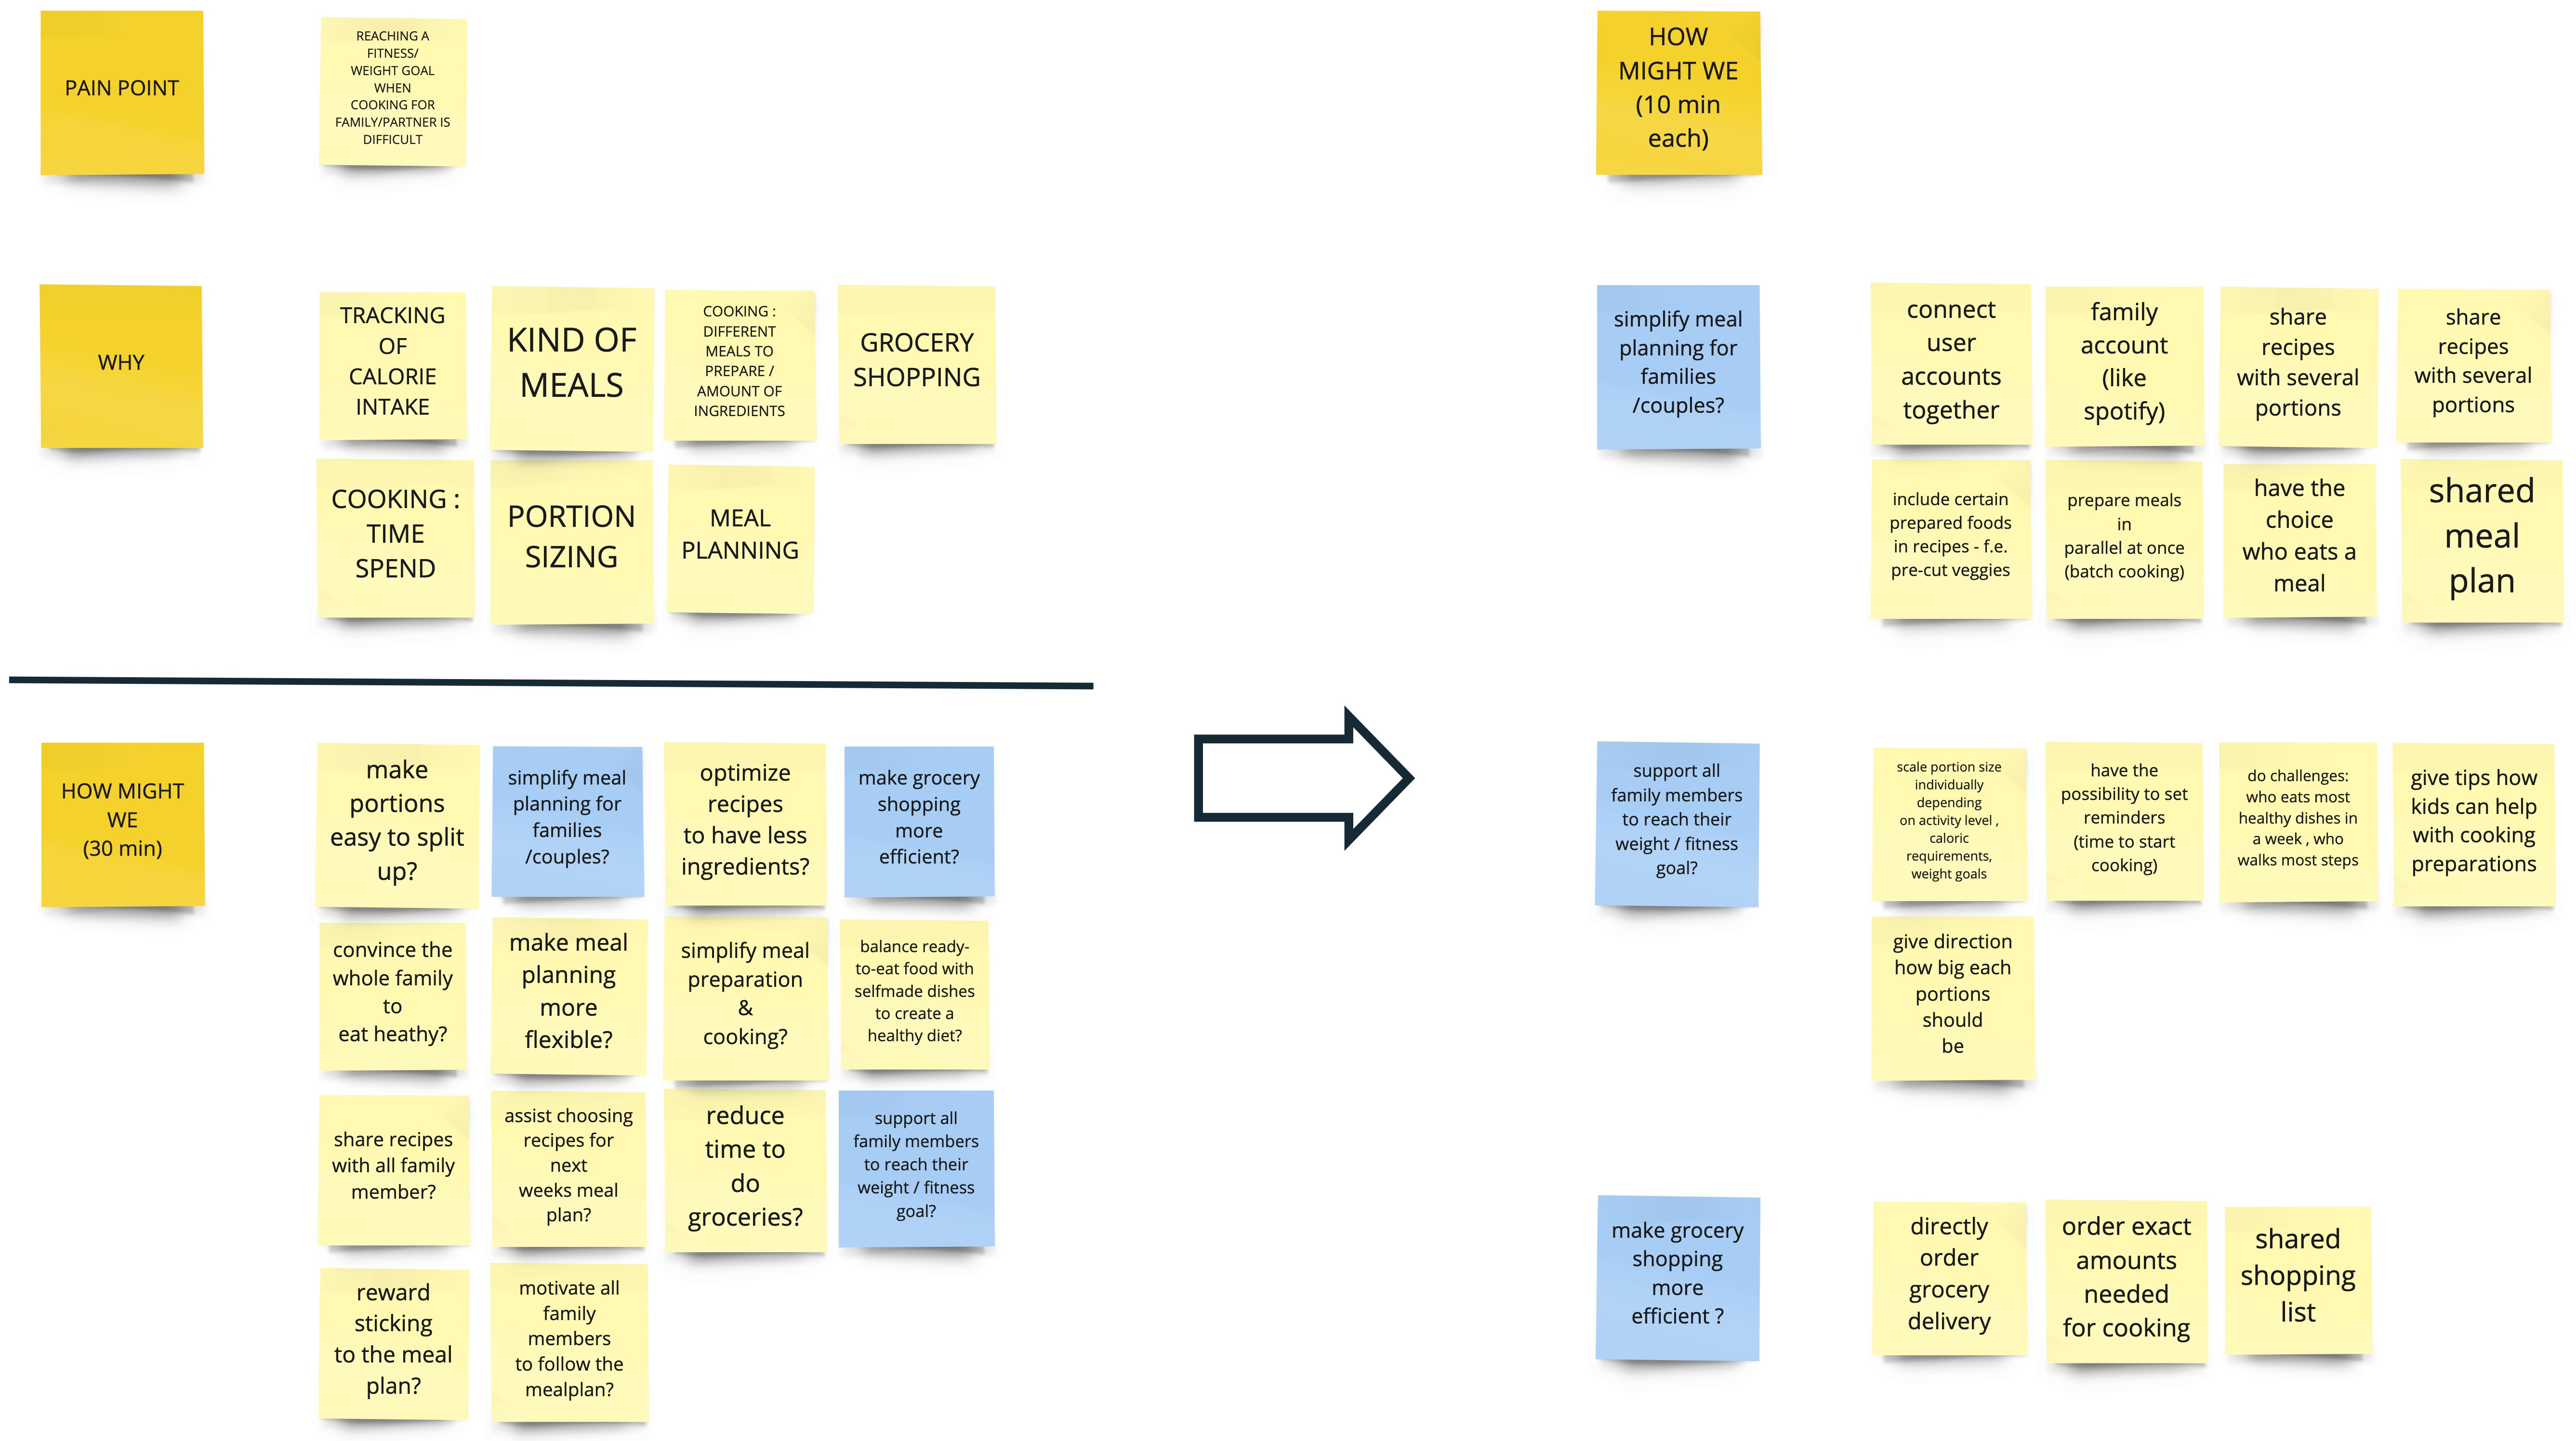 PAIN POINT
REACHING A
FITNESS/
WEIGHT GOAL
WHEN
COOKING FOR
FAMILY/PARTNER IS
DIFFICULT
WHY
TRACKING
OF
CALORIE
INTAKE
KIND OF
MEALS
COOKING :
DIFFERENT
MEALS TO
PREPARE /
AMOUNT OF
INGREDIENTS
GROCERY
SHOPPING
COOKING :
TIME
SPEND
PORTION
SIZING
MEAL
PLANNING
HOW MIGHT
WE
(30 min)
make
portions
easy to split
up?
simplify meal
planning for
families
/couples?
optimize
recipes
to have less
ingredients?
make grocery
shopping
more
efficient?
convince the
whole family
to
eat heathy?
make meal
planning
more
flexible?
simplify meal
preparation
&
cooking?
balance ready-
to-eat food with
selfmade dishes
to create a
healthy diet?
share recipes
with all family
member?
assist choosing
recipes for
next
weeks meal
plan?
reduce
time to
do
groceries?
support all
family members
to reach their
weight / fitness
goal?
reward
sticking
to the meal
plan?
motivate all
family
members
to follow the
mealplan?
HOW
MIGHT WE
(10 min
each)
simplify meal
planning for
families
/couples?
connect
user
accounts
together
family
account
(like
spotify)
share
recipes
with several
portions
share
recipes
with several
portions
include certain
prepared foods
in recipes - f.e.
pre-cut veggies
prepare meals
in
parallel at once
(batch cooking)
have the
choice
who eats a
meal
shared
meal
plan
support all
family members
to reach their
weight / fitness
goal?
scale portion size
individually
depending
on activity level ,
caloric
requirements,
weight goals
have the
possibility to set
reminders
(time to start
cooking)
do challenges:
who eats most
healthy dishes in
a week , who
walks most steps
give tips how
kids can help
with cooking
preparations
give direction
how big each
portions
should
be
make grocery
shopping
more
efficient ?
directly
order
grocery
delivery
order exact
amounts
needed
for cooking
shared
shopping
list